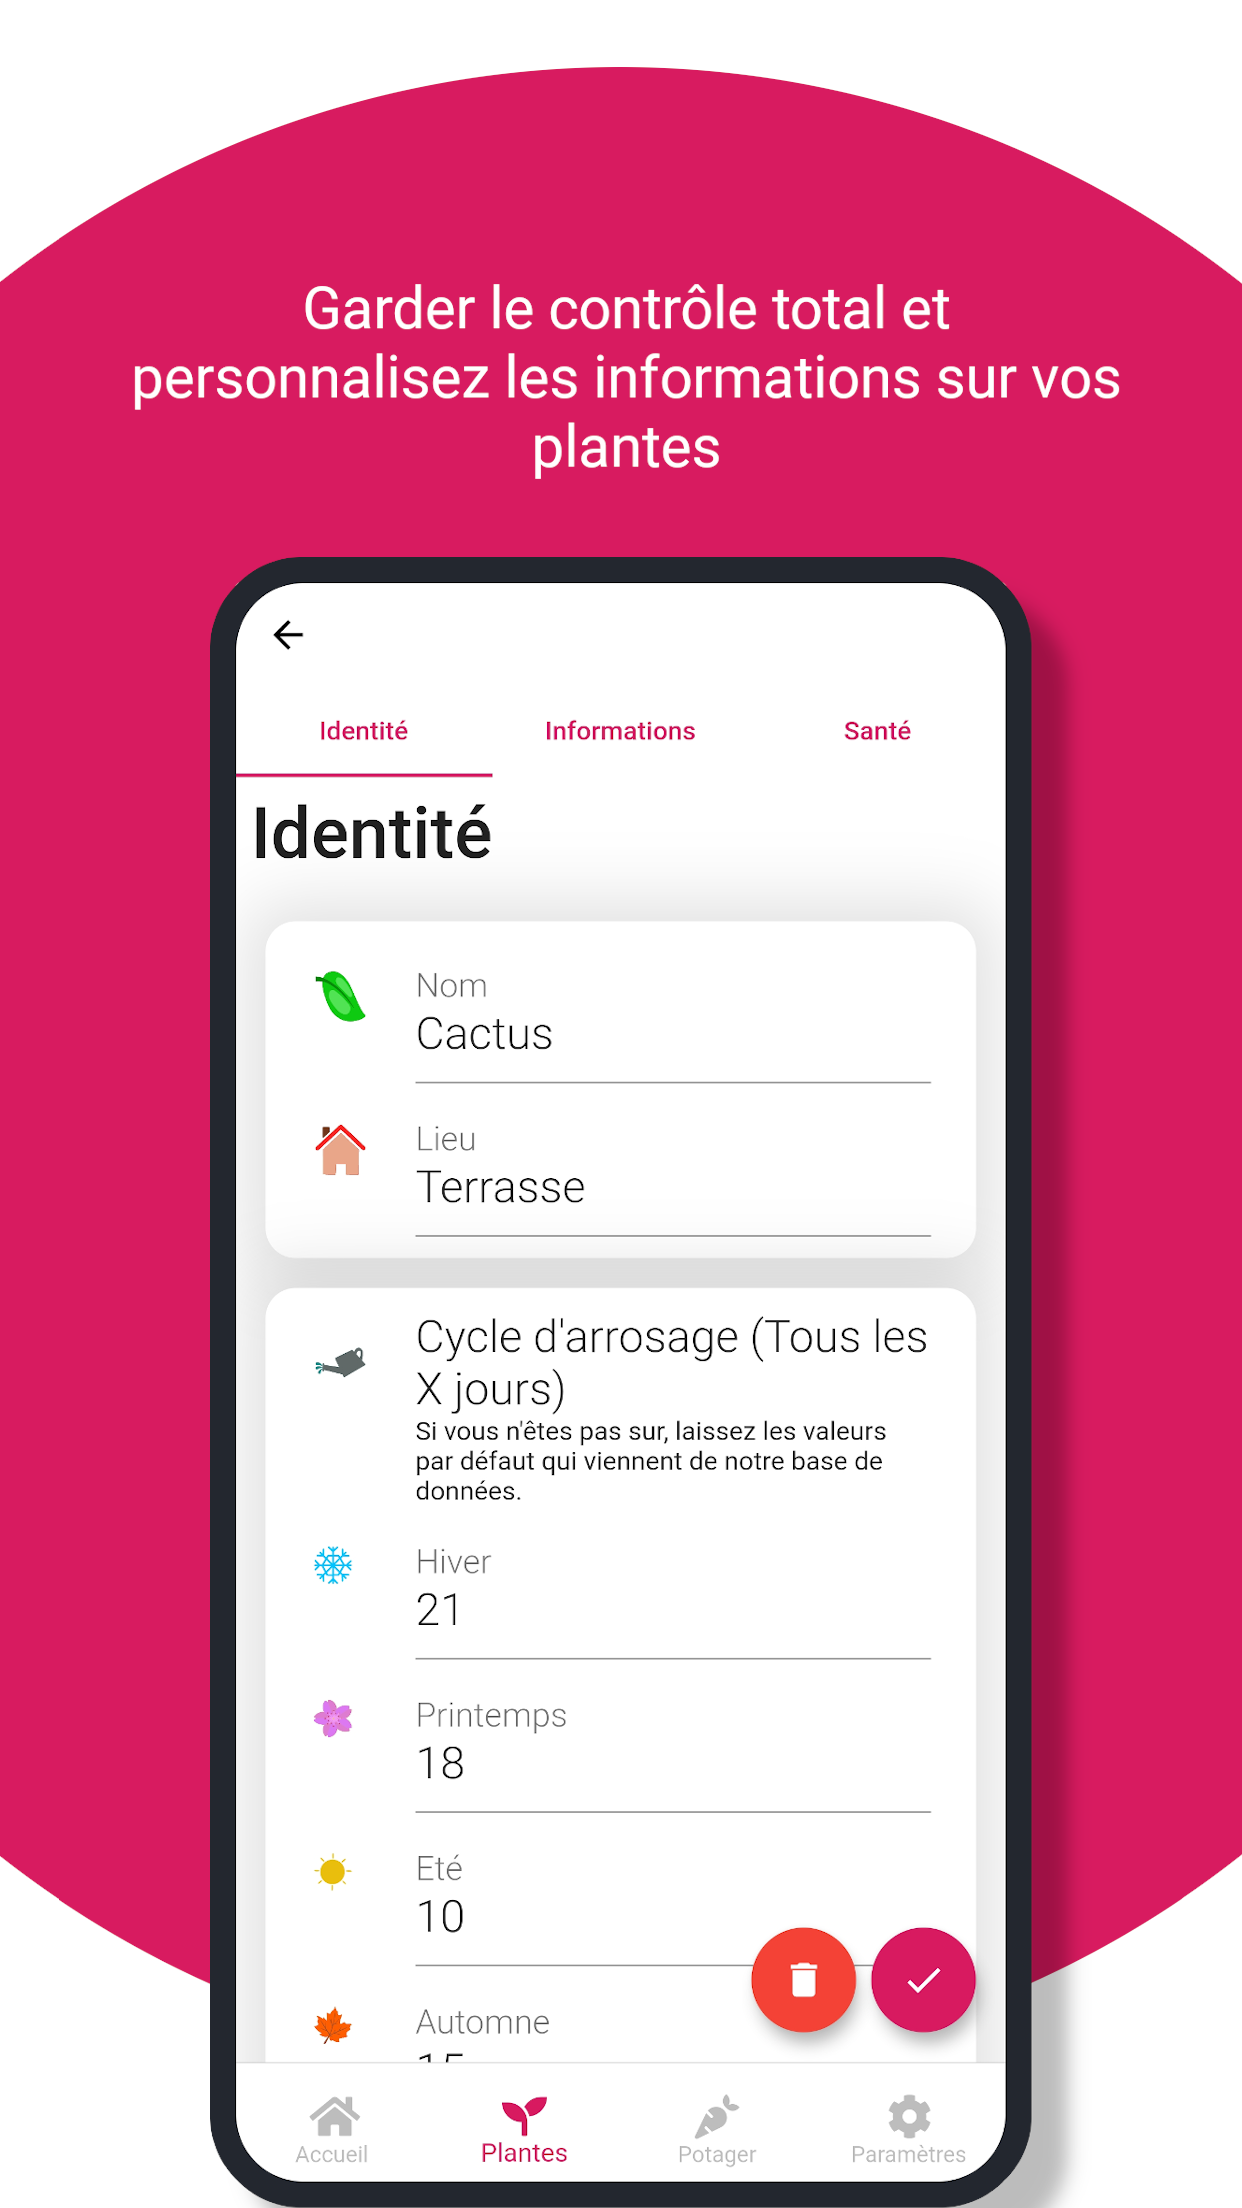 Garder le contrôle total et
personnalisez les informations sur vos
plantes
Identité Informations Santé
Identité
Nom
Cactus
Lieu
Terrasse
Cycle d'arrosage (Tous les
X jours)
Si vous n'êtes pas sur, laissez les valeurs
par défaut qui viennent de notre base de
données.
Hiver
21
Printemps
18
Eté
10
Automne
Accueil Plantes Potager Paramètres